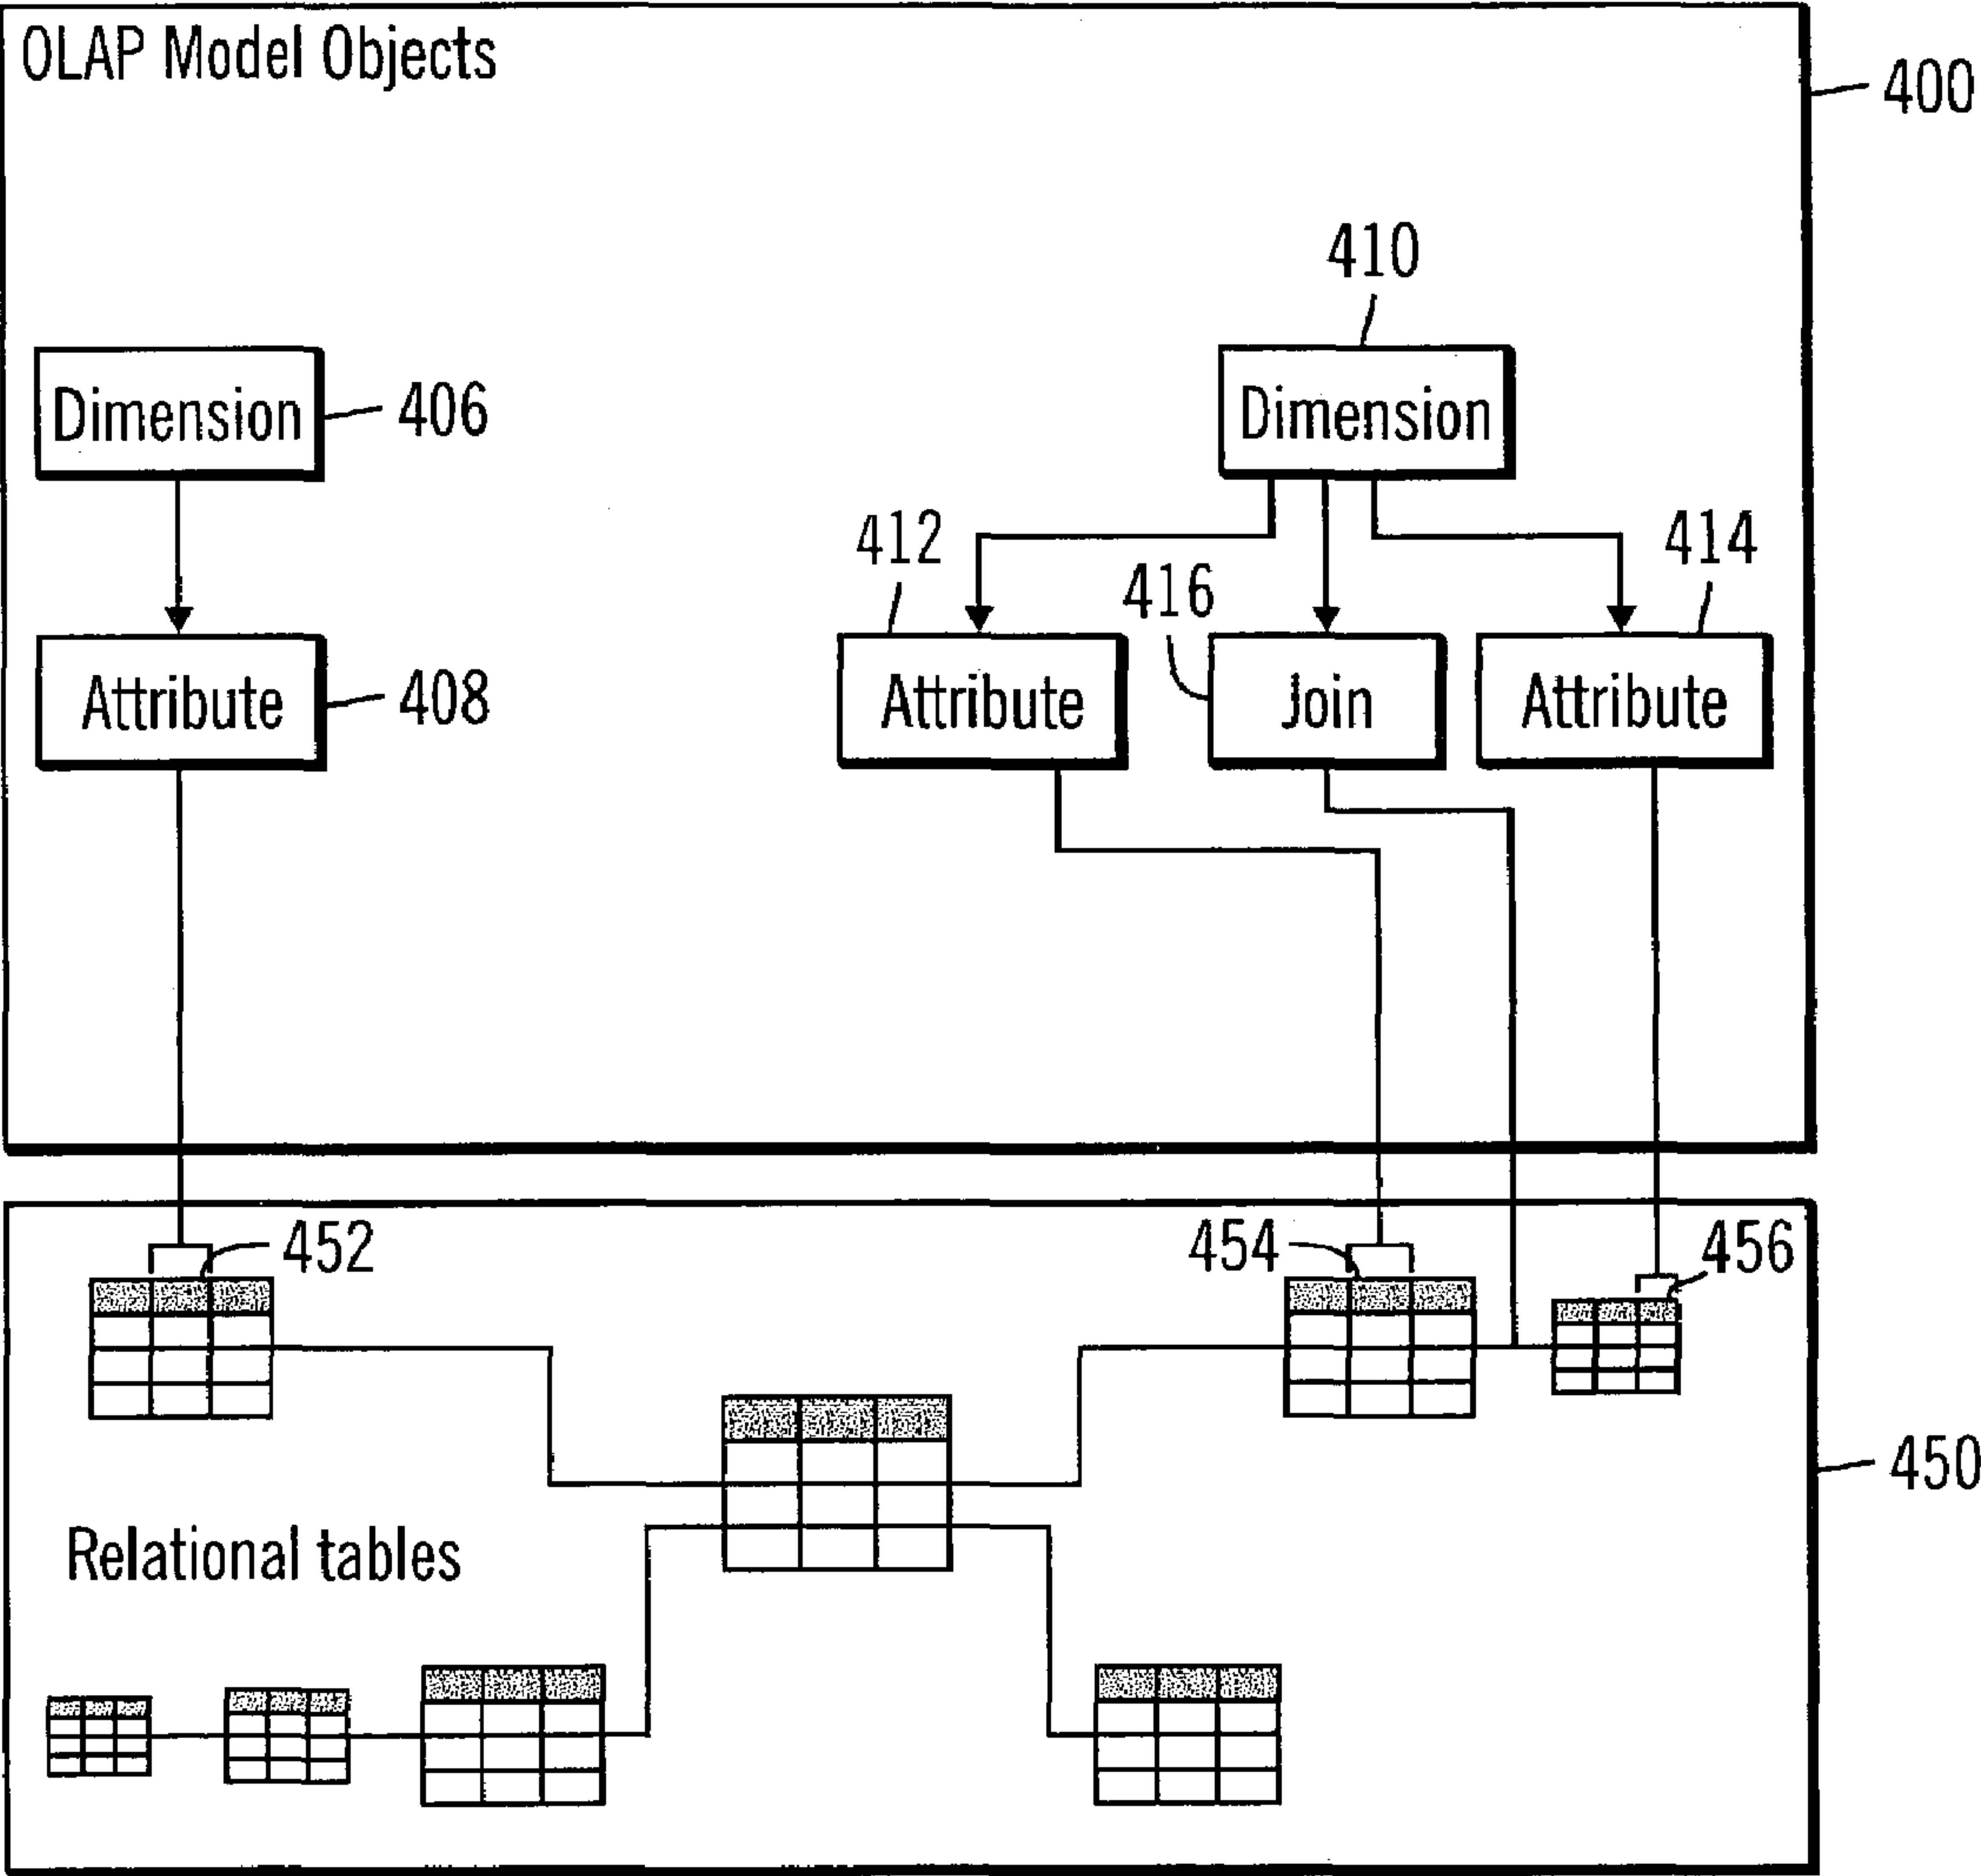 OLAP Model Objects
400
410
Dimension
406
Dimension
412
416
414
Attribute
408
Attribute
Join
Attribute
452
454
456
450
Relational tables